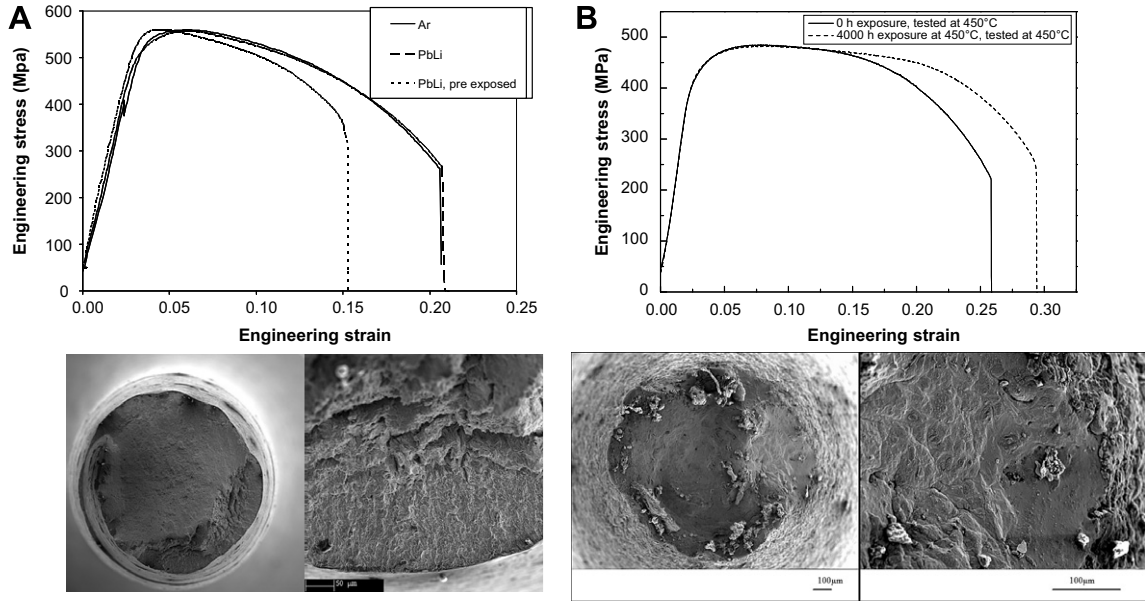 A
Engineering stress (Mpa)
600
500
400
300
200
100
0
Ar
PbLi
PbLi, pre exposed
0.00
0.05
0.10
0.15
0.20
0.25
Engineering strain
50 µm
B
Engineering stress (MPa)
500
400
300
200
100
0
0 h exposure, tested at 450°C
4000 h exposure at 450°C, tested at 450°C
0.00
0.05
0.10
0.15
0.20
0.25
0.30
Engineering strain
100µm
100µm